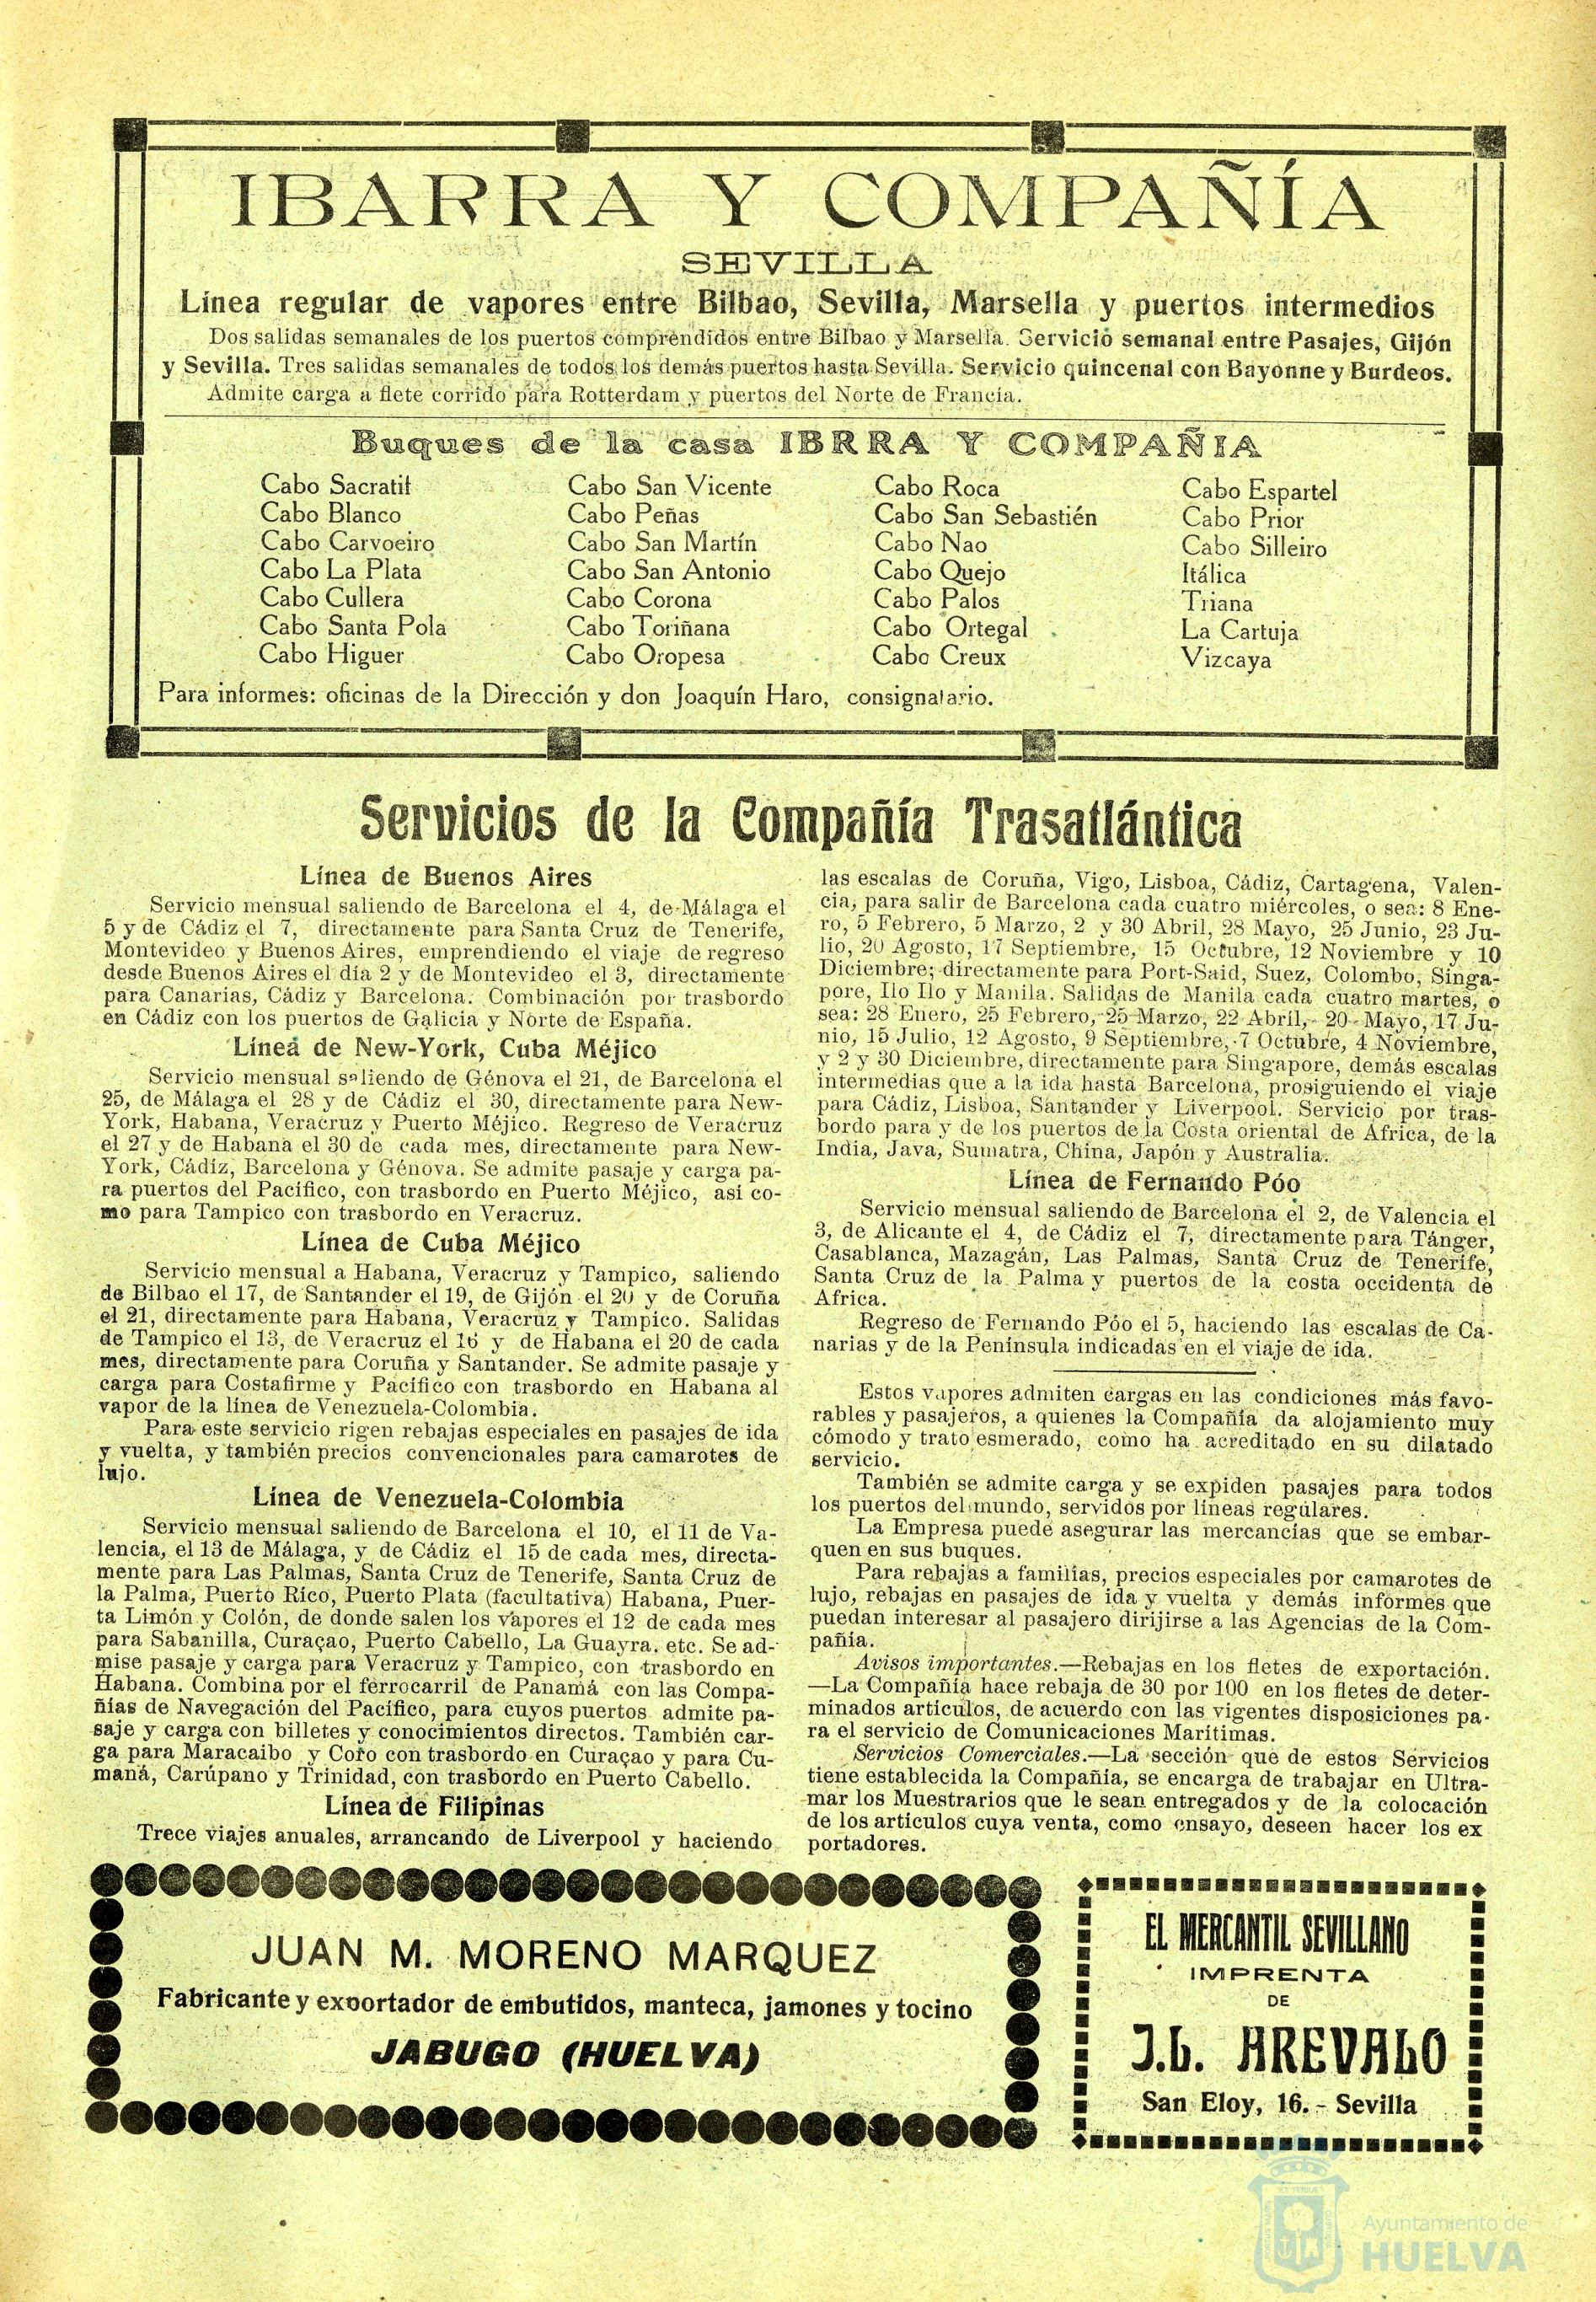 IBARRA Y COMPAÑÍA
SEVILLA
Línea regular de vapores entre Bilbao, Sevilla, Marsella y puertos intermedios
Dos salidas semanales de los puertos comprendidos entre Bilbao y Marsella. Servicio semanal entre Pasajes, Gijón
y Sevilla. Tres salidas semanales de todos los demás puertos hasta Sevilla. Servicio quincenal con Bayonne y Burdeos.
Admite carga a flete corrido para Rotterdam y puertos del Norte de Francia.
Buques de la casa IBRRA Y COMPAÑIA
Cabo Sacratif
Cabo Blanco
Cabo Carvoeiro
Cabo La Plata
Cabo Cullera
Cabo Santa Pola
Cabo Higuer
Cabo San Vicente
Cabo Peñas
Cabo San Martín
Cabo San Antonio
Cabo Corona
Cabo Toriñana
Cabo Oropesa
Cabo Roca
Cabo San Sebastién
Cabo Nao
Cabo Quejo
Cabo Palos
Cabo Ortegal
Cabo Creux
Cabo Espartel
Cabo Prior
Cabo Silleiro
Itálica
Triana
La Cartuja
Vizcaya
Para informes: oficinas de la Dirección y don Joaquín Haro, consignatario.
Servicios de la Compañía Trasatlántica
Línea de Buenos Aires
Servicio mensual saliendo de Barcelona el 4, de Málaga el
5 y de Cádiz el 7, directamente para Santa Cruz de Tenerife,
Montevideo y Buenos Aires, emprendiendo el viaje de regreso
desde Buenos Aires el día 2 y de Montevideo el 3, directamente
para Canarias, Cádiz y Barcelona. Combinación por trasbordo
en Cádiz con los puertos de Galicia y Norte de España.
Línea de New-York, Cuba Méjico
Servicio mensual saliendo de Génova el 21, de Barcelona el
25, de Málaga el 28 y de Cádiz el 30, directamente para New-
York, Habana, Veracruz y Puerto Méjico. Regreso de Veracruz
el 27 y de Habana el 30 de cada mes, directamente para New-
York, Cádiz, Barcelona y Génova. Se admite pasaje y carga pa-
ra puertos del Pacifico, con trasbordo en Puerto Méjico, asi co-
mo para Tampico con trasbordo en Veracruz.
Línea de Cuba Méjico
Servicio mensual a Habana, Veracruz y Tampico, saliendo
de Bilbao el 17, de Santander el 19, de Gijón el 20 y de Coruña
el 21, directamente para Habana, Veracruz y Tampico. Salidas
de Tampico el 13, de Veracruz el 16 y de Habana el 20 de cada
mes, directamente para Coruña y Santander. Se admite pasaje y
carga para Costafirme y Pacifico con trasbordo en Habana al
vapor de la línea de Venezuela-Colombia.
Para este servicio rigen rebajas especiales en pasajes de ida
y vuelta, y también precios convencionales para camarotes de
lujo.
Línea de Venezuela-Colombia
Servicio mensual saliendo de Barcelona el 10, el 11 de Va-
lencia, el 13 de Málaga, y de Cádiz el 15 de cada mes, directa-
mente para Las Palmas, Santa Cruz de Tenerife, Santa Cruz de
la Palma, Puerto Rico, Puerto Plata (facultativa) Habana, Puer-
ta Limón y Colón, de donde salen los vapores el 12 de cada mes
para Sabanilla, Curaçao, Puerto Cabello, La Guayra. etc. Se ad-
mise pasaje y carga para Veracruz y Tampico, con trasbordo en
Habana. Combina por el ferrocarril de Panamá con las Compa-
ñias de Navegación del Pacífico, para cuyos puertos admite pa-
saje y carga con billetes y conocimientos directos. También car-
ga para Maracaibo y Coro con trasbordo en Curaçao y para Cu-
maná, Carúpano y Trinidad, con trasbordo en Puerto Cabello.
Línea de Filipinas
Trece viajes anuales, arrancando de Liverpool y haciendo
las escalas de Coruña, Vigo, Lisboa, Cádiz, Cartagena, Valen-
cia, para salir de Barcelona cada cuatro miércoles, o sea: 8 Ene-
ro, 5 Febrero, 5 Marzo, 2 y 30 Abril, 28 Mayo, 25 Junio, 23 Ju-
lio, 20 Agosto, 17 Septiembre, 15 Octubre, 12 Noviembre y 10
Diciembre; directamente para Port-Said, Suez, Colombo, Singa-
pore, Ilo Ilo y Manila. Salidas de Manila cada cuatro martes, o
sea: 28 Enero, 25 Febrero, 25 Marzo, 22 Abril, 20 Mayo, 17 Ju-
nio, 15 Julio, 12 Agosto, 9 Septiembre, 7 Octubre, 4 Noviembre,
y 2 y 30 Diciembre, directamente para Singapore, demás escalas
intermedias que a la ida hasta Barcelona, prosiguiendo el viaje
para Cádiz, Lisboa, Santander y Liverpool. Servicio por tras-
bordo para y de los puertos de la Costa oriental de Africa, de la
India, Java, Sumatra, China, Japón y Australia.
Línea de Fernando Póo
Servicio mensual saliendo de Barcelona el 2, de Valencia el
3, de Alicante el 4, de Cádiz el 7, directamente para Tánger,
Casablanca, Mazagán, Las Palmas, Santa Cruz de Tenerife,
Santa Cruz de la Palma y puertos de la costa occidenta de
Africa.
Regreso de Fernando Póo el 5, haciendo las escalas de Ca-
narias y de la Península indicadas en el viaje de ida.
Estos vapores admiten cargas en las condiciones más favo-
rables y pasajeros, a quienes la Compañía da alojamiento muy
cómodo y trato esmerado, como ha acreditado en su dilatado
servicio.
También se admite carga y se expiden pasajes para todos
los puertos del mundo, servidos por líneas regulares.
La Empresa puede asegurar las mercancías que se embar-
quen en sus buques.
Para rebajas a familias, precios especiales por camarotes de
lujo, rebajas en pasajes de ida y vuelta y demás informes que
puedan interesar al pasajero dirijirse a las Agencias de la Com-
pañia.
Avisos importantes.—Rebajas en los fletes de exportación.
—La Compañía hace rebaja de 30 por 100 en los fletes de deter-
minados artículos, de acuerdo con las vigentes disposiciones pa-
ra el servicio de Comunicaciones Marítimas.
Servicios Comerciales.—La sección que de estos Servicios
tiene establecida la Compañia, se encarga de trabajar en Ultra-
mar los Muestrarios que le sean entregados y de la colocación
de los articulos cuya venta, como ensayo, deseen hacer los ex
portadores.
JUAN M. MORENO MARQUEZ
Fabricante y exportador de embutidos, manteca, jamones y tocino
JABUGO (HUELVA)
EL MERCANTIL SEVILLANO
IMPRENTA
DE
J.L. AREVALO
San Eloy, 16.- Sevilla
Ayuntamiento de
HUELVA